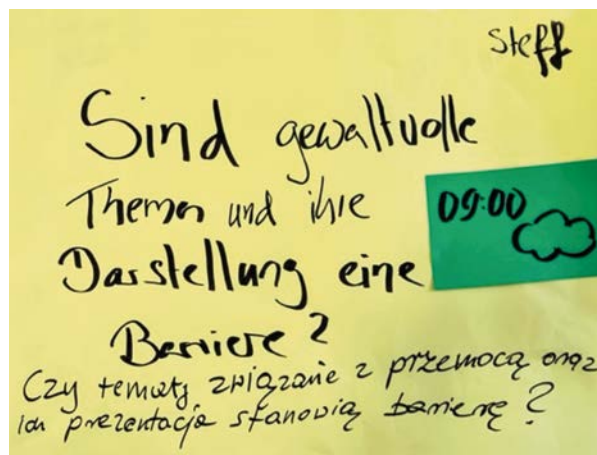 Steff
Sind gewaltvolle
Themen und ihre
09:00
Darstellung eine
Barriere?
Czy tematy związane z przemocą oraz
ich prezentacja stanowią barierę?